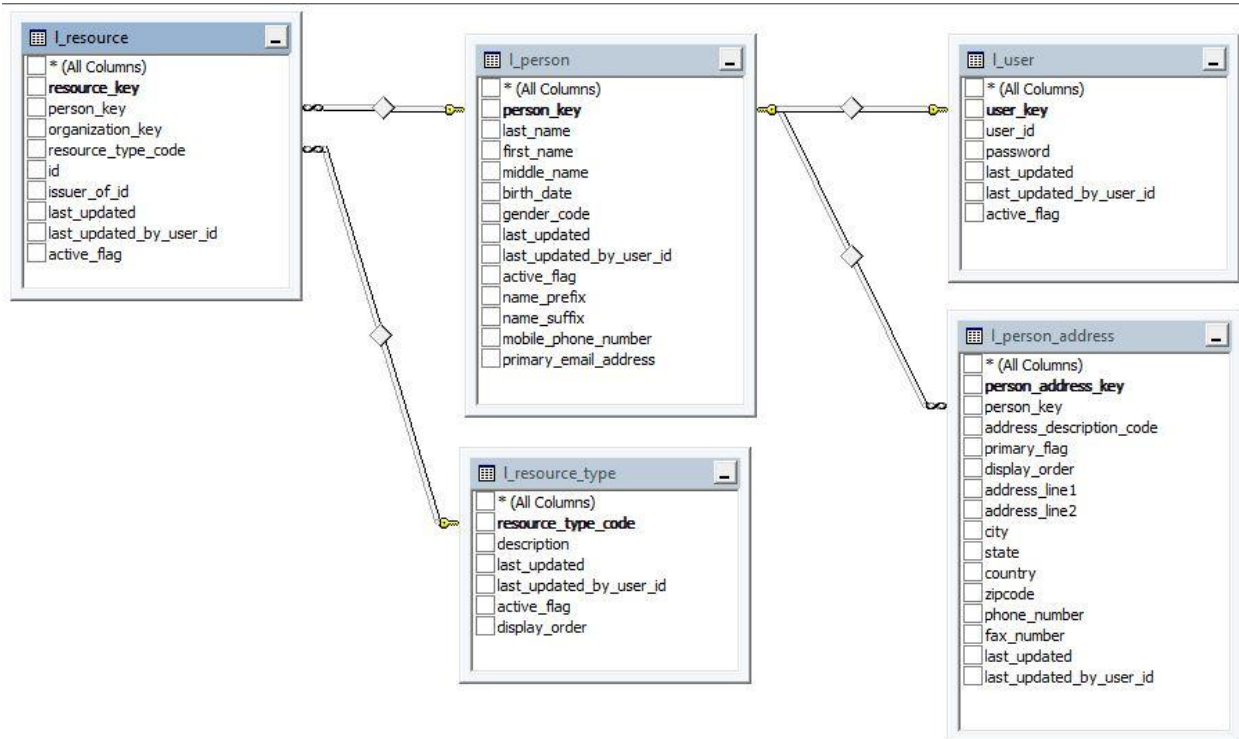 l_resource
* (All Columns)
resource_key
person_key
organization_key
resource_type_code
id
issuer_of_id
last_updated
last_updated_by_user_id
active_flag
l_person
* (All Columns)
person_key
last_name
first_name
middle_name
birth_date
gender_code
last_updated
last_updated_by_user_id
active_flag
name_prefix
name_suffix
mobile_phone_number
primary_email_address
l_user
* (All Columns)
user_key
user_id
password
last_updated
last_updated_by_user_id
active_flag
l_resource_type
* (All Columns)
resource_type_code
description
last_updated
last_updated_by_user_id
active_flag
display_order
l_person_address
* (All Columns)
person_address_key
person_key
address_description_code
primary_flag
display_order
address_line1
address_line2
city
state
country
zipcode
phone_number
fax_number
last_updated
last_updated_by_user_id